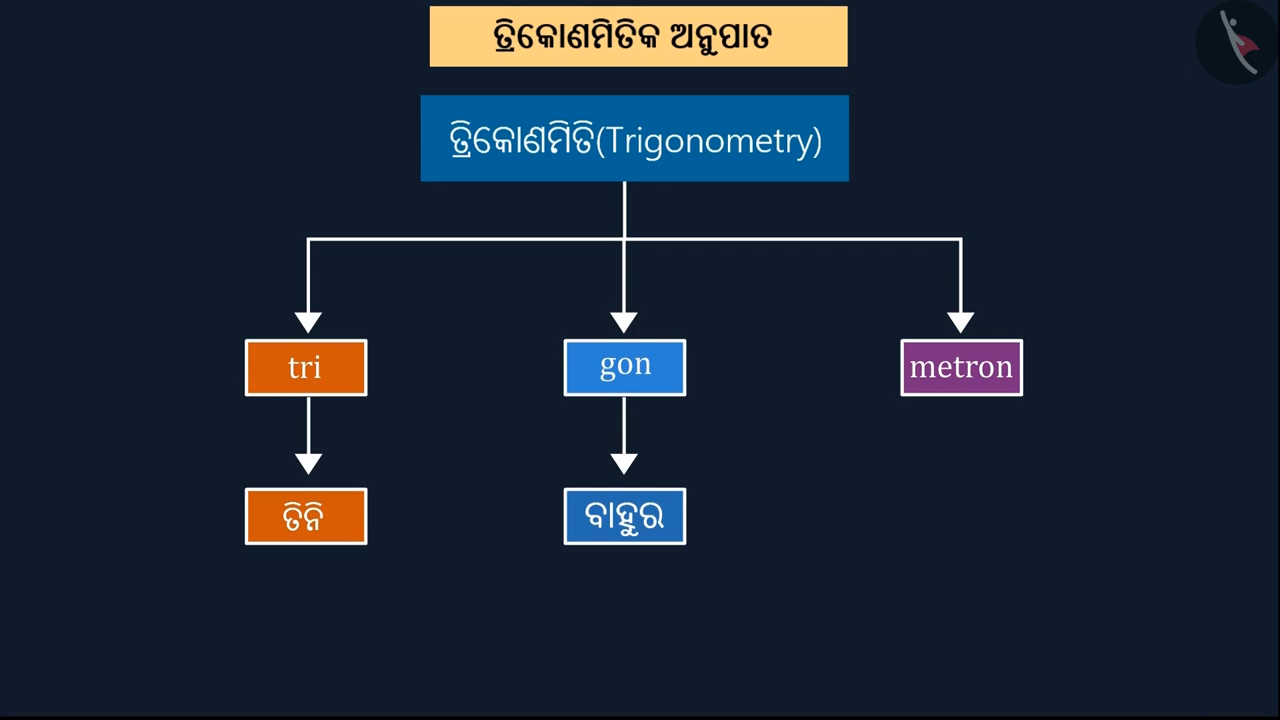 ତ୍ରିକୋଣମିତିକ ଅନୁପାତ
ତ୍ରିକୋଣମିତି(Trigonometry)
tri
gon
metron
ତିନି
ବାହୁର